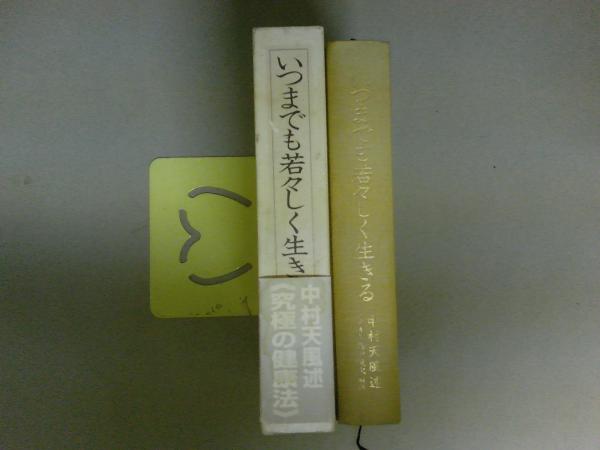 いつまでも若々しく生き
中村天風述
《究極の健康法》
いつまでも若々しく生きる
中村天風述